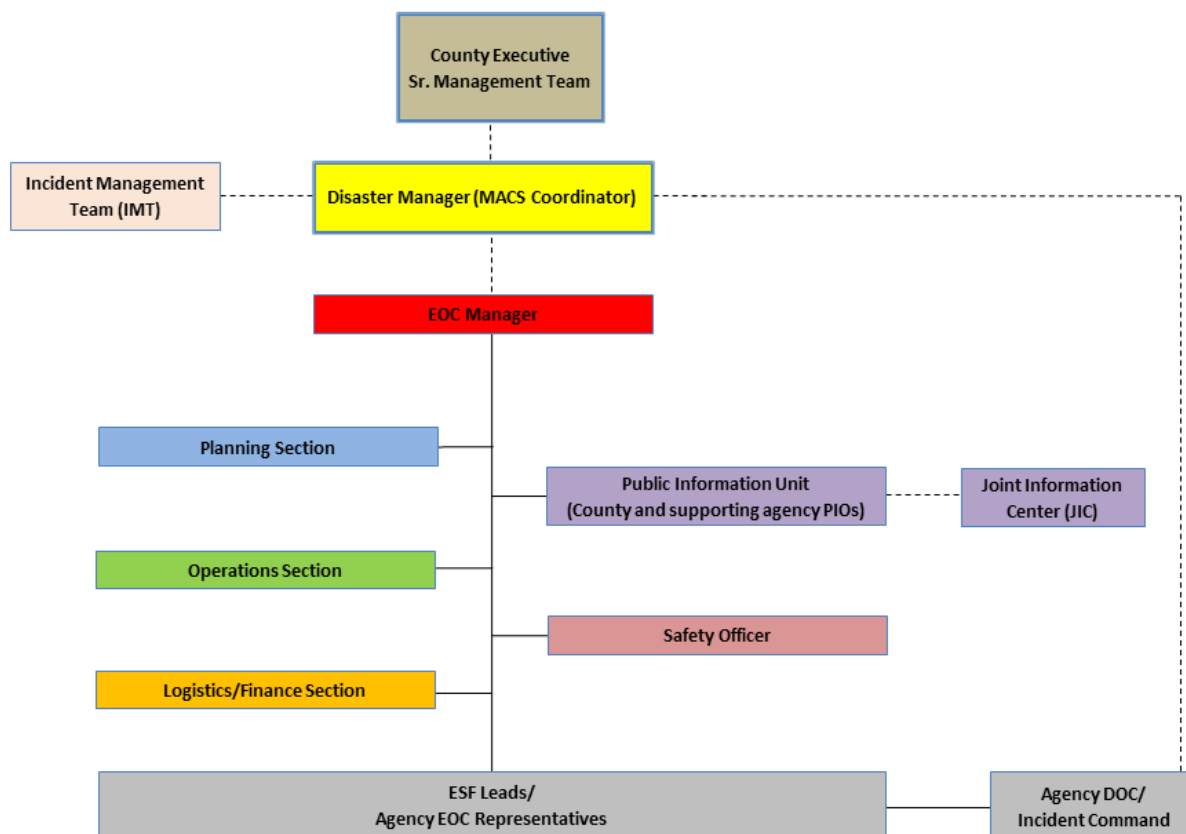 County Executive
Sr. Management Team
Incident Management
Team (IMT)
Disaster Manager (MACS Coordinator)
EOC Manager
Planning Section
Public Information Unit
(County and supporting agency PIOs)
Joint Information
Center (JIC)
Operations Section
Safety Officer
Logistics/Finance Section
ESF Leads/
Agency EOC Representatives
Agency DOC/
Incident Command